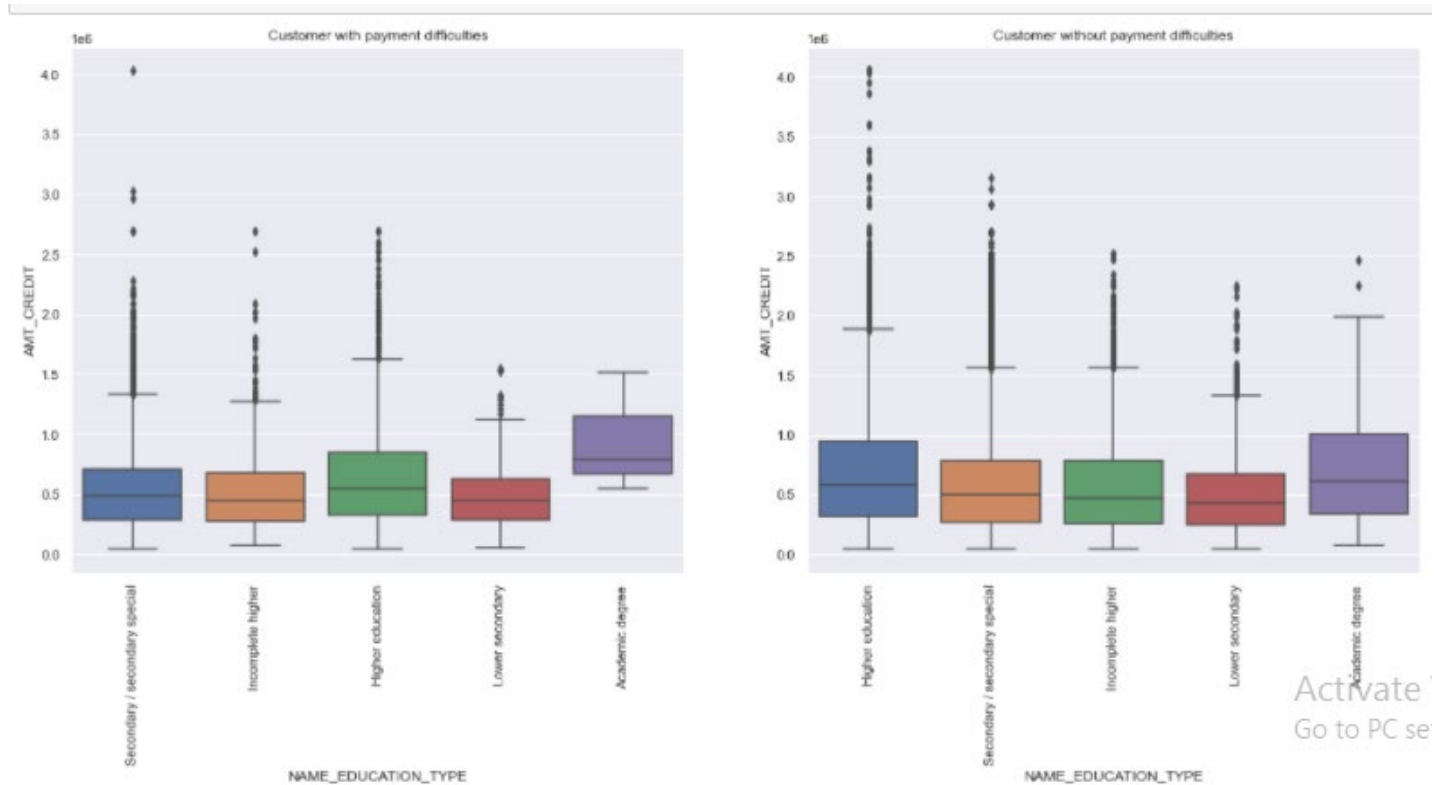 Customer with payment difficulties
1e6
4.0
3.5
3.0
2.5
2.0
1.5
1.0
0.5
0.0
AMT_CREDIT
Secondary / secondary special
Incomplete higher
Higher education
Lower secondary
Academic degree
NAME_EDUCATION_TYPE
Customer without payment difficulties
1e6
4.0
3.5
3.0
2.5
2.0
1.5
1.0
0.5
0.0
AMT_CREDIT
Higher education
Secondary / secondary special
Incomplete higher
Lower secondary
Academic degree
NAME_EDUCATION_TYPE
Activate
Go to PC se